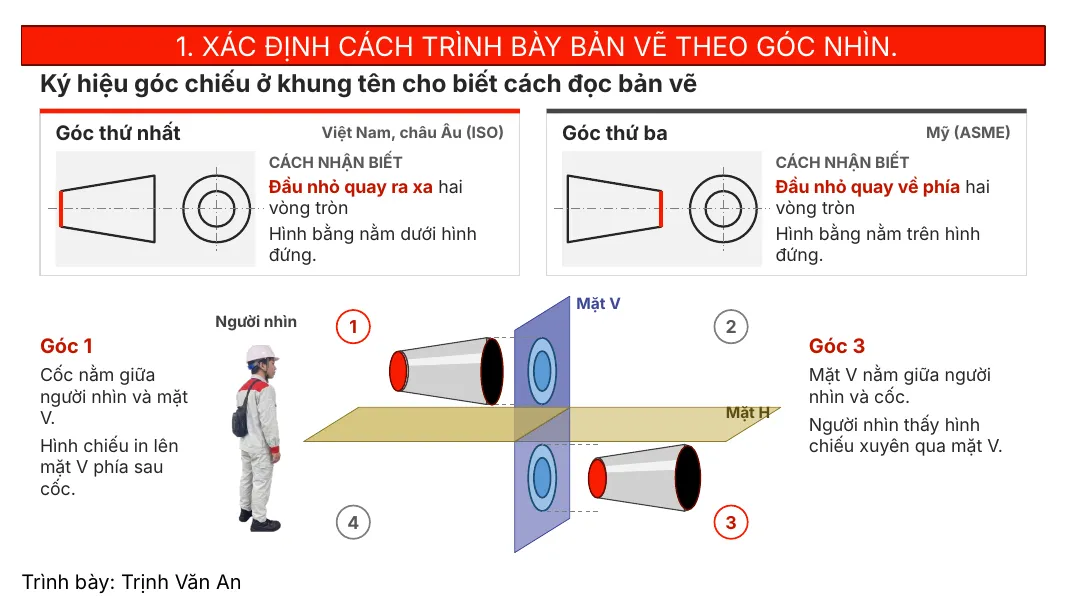 1. XÁC ĐỊNH CÁCH TRÌNH BÀY BẢN VẼ THEO GÓC NHÌN.
Ký hiệu góc chiếu ở khung tên cho biết cách đọc bản vẽ
Góc thứ nhất
Việt Nam, châu Âu (ISO)
CÁCH NHẬN BIẾT
Đầu nhỏ quay ra xa hai
vòng tròn
Hình bằng nằm dưới hình
đứng.
Góc thứ ba
Mỹ (ASME)
CÁCH NHẬN BIẾT
Đầu nhỏ quay về phía hai
vòng tròn
Hình bằng nằm trên hình
đứng.
Góc 1
Cốc nằm giữa
người nhìn và mặt
V.
Hình chiếu in lên
mặt V phía sau
cốc.
Người nhìn
1
Mặt V
2
Mặt H
4
3
Góc 3
Mặt V nằm giữa người
nhìn và cốc.
Người nhìn thấy hình
chiếu xuyên qua mặt V.
Trình bày: Trịnh Văn An